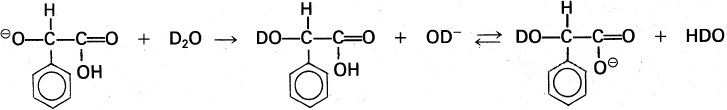 H H H
⊖O—C—C=O + D₂O → DO—C—C=O + OD⁻ ⇌ DO—C—C=O + HDO
OH OH O⊖